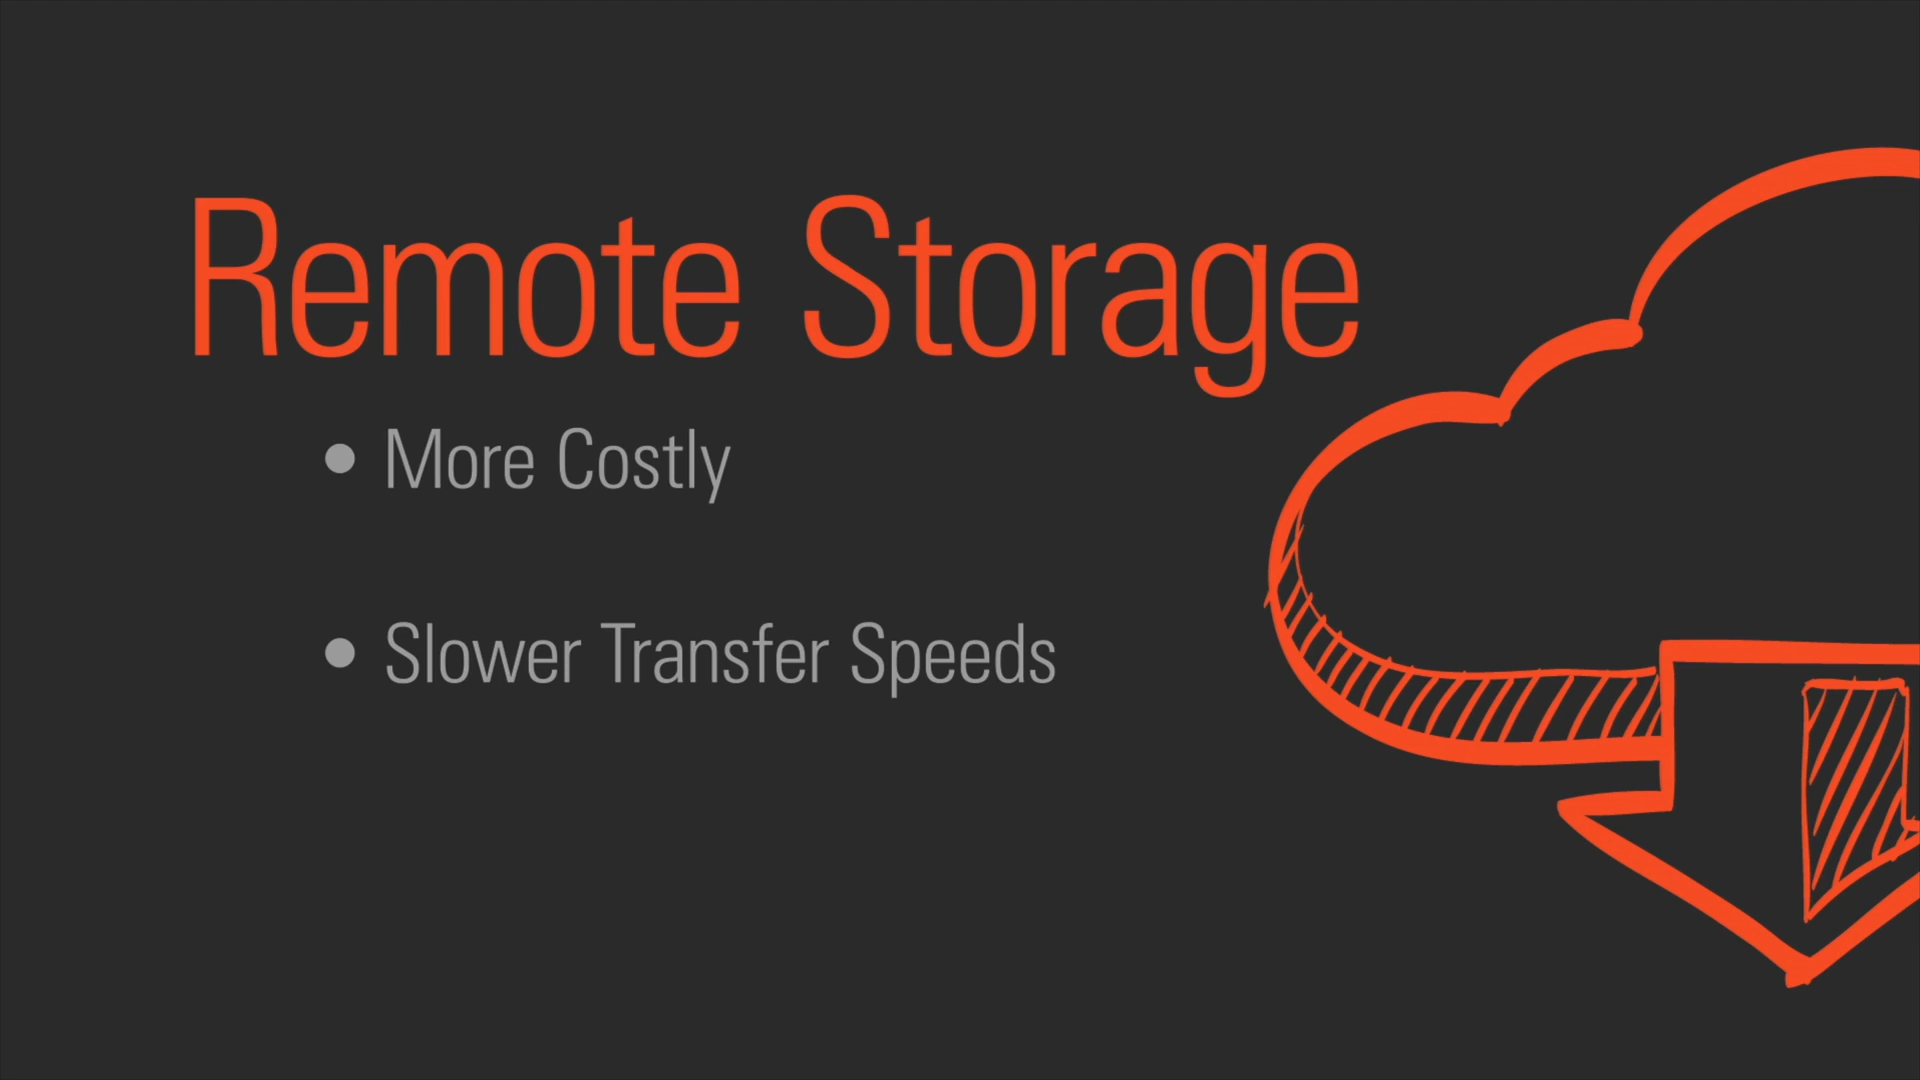 Remote Storage
• More Costly
• Slower Transfer Speeds